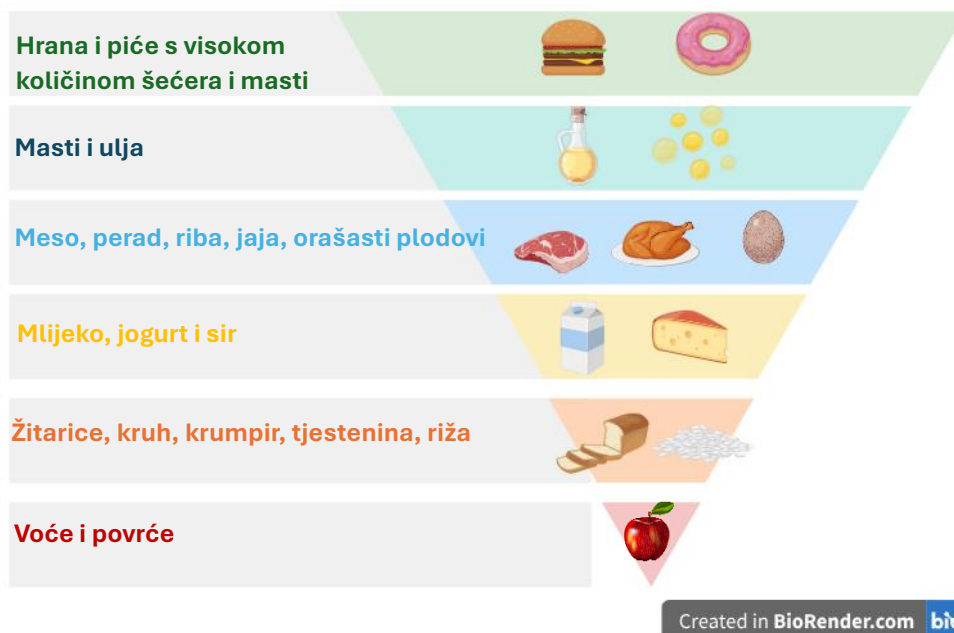 Hrana i piće s visokom
količinom šećera i masti
Masti i ulja
Meso, perad, riba, jaja, orašasti plodovi
Mlijeko, jogurt i sir
Žitarice, kruh, krumpir, tjestenina, riža
Voće i povrće
Created in BioRender.com